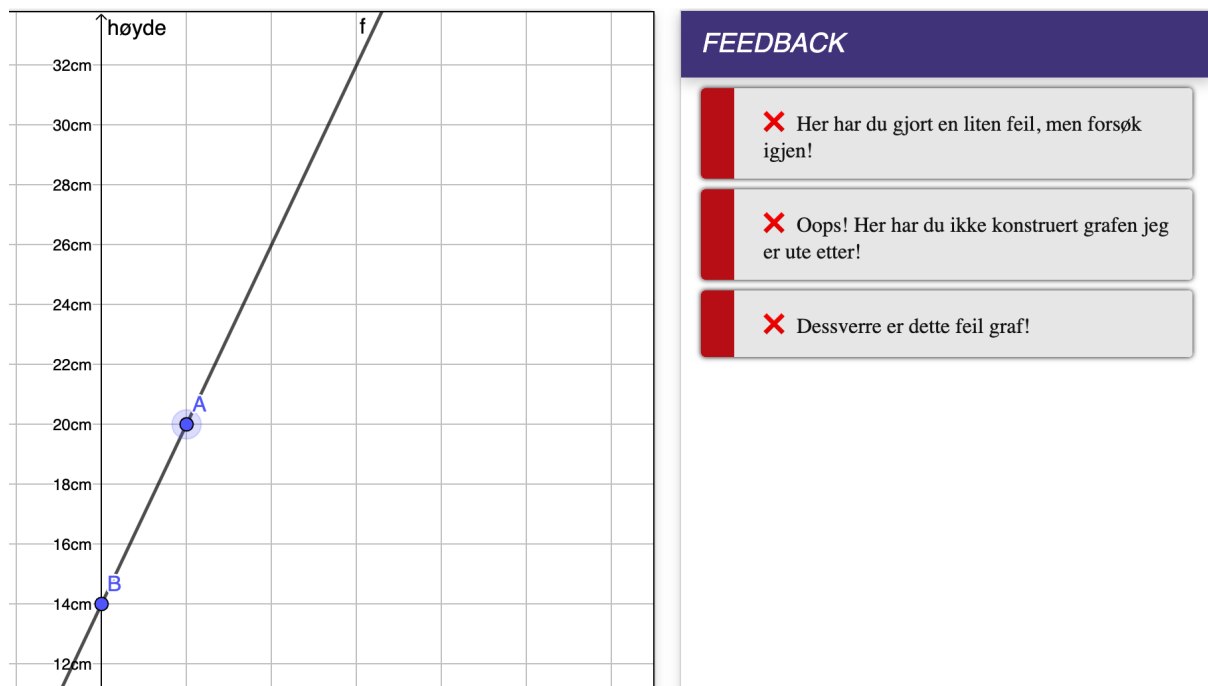 høyde
f
32cm
30cm
28cm
26cm
24cm
22cm
20cm
A
18cm
16cm
B
14cm
12cm
FEEDBACK
Her har du gjort en liten feil, men forsøk
igjen!
Oops! Her har du ikke konstruert grafen jeg
er ute etter!
Dessverre er dette feil graf!